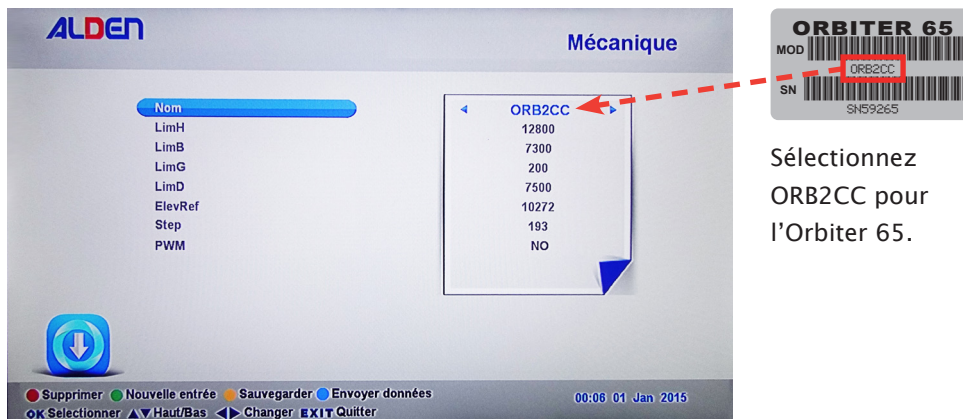 ALDEN
Mécanique
Nom ORB2CC
LimH 12800
LimB 7300
LimG 200
LimD 7500
ElevRef 10272
Step 193
PWM NO
Supprimer Nouvelle entrée Sauvegarder Envoyer données
OK Selectionner Haut/Bas Changer EXIT Quitter
00:06 01 Jan 2015
ORBITER 65
MOD
ORB2CC
SN
SN59265
Sélectionnez
ORB2CC pour
l'Orbiter 65.